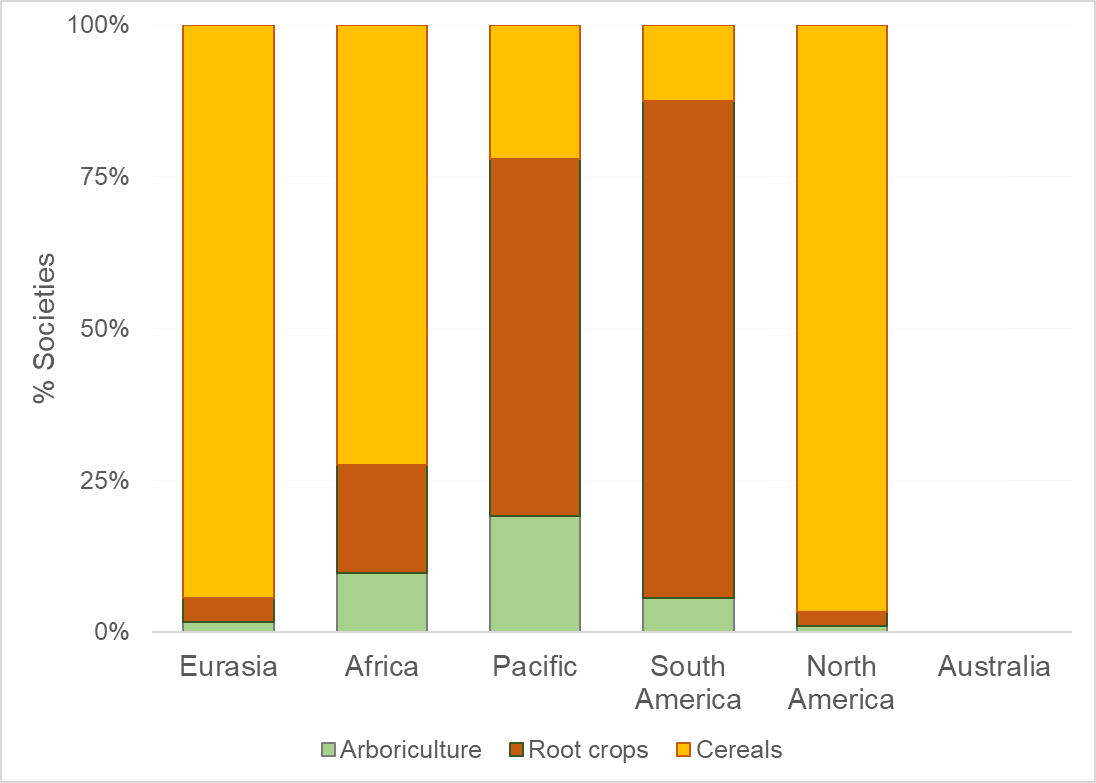 100%
75%
50%
25%
0%
% Societies
Eurasia
Africa
Pacific
South
America
North
America
Australia
Arboriculture
Root crops
Cereals